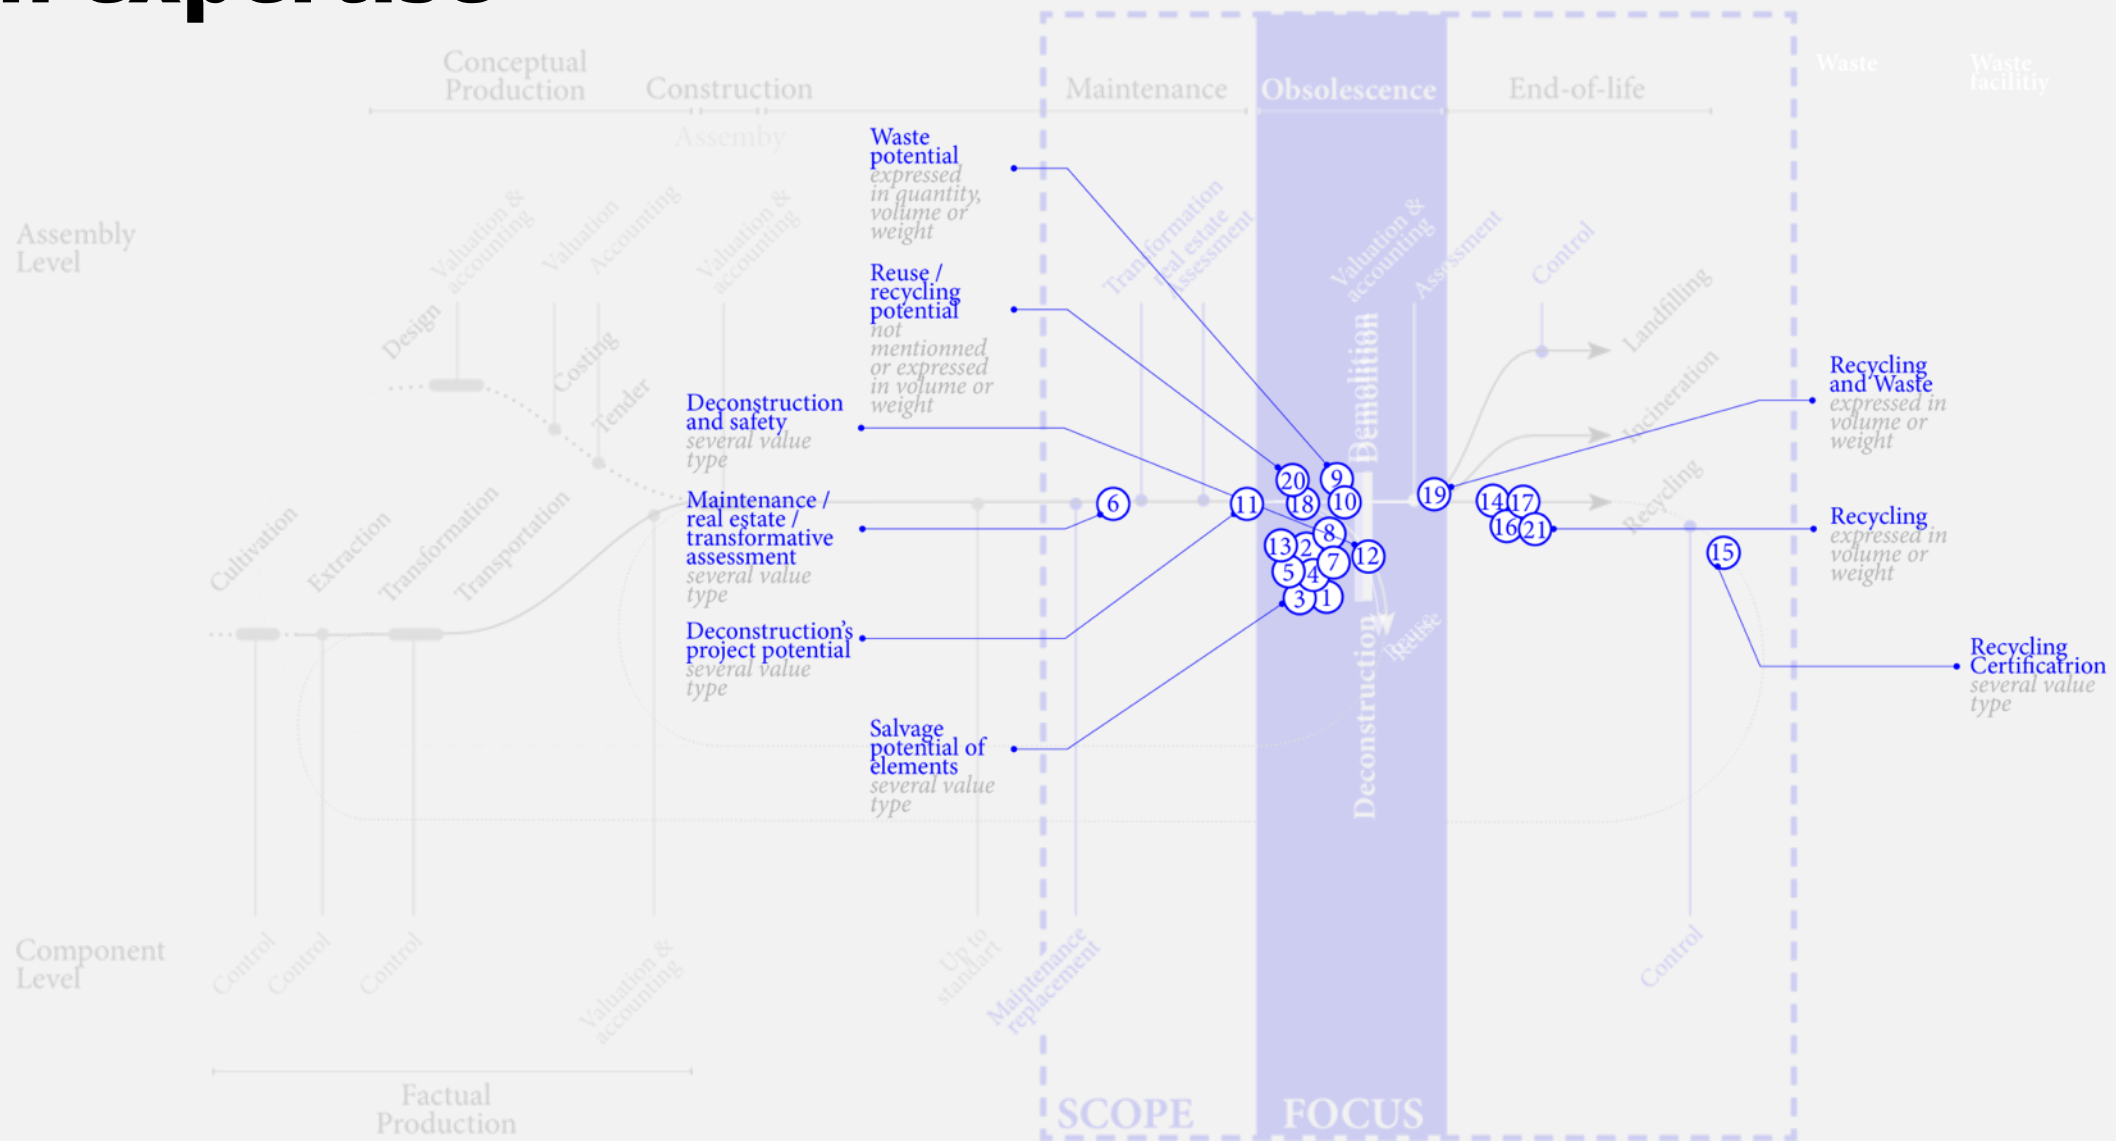 n expertise
Conceptual
Production
Construction
Assemby
Maintenance
Obsolescence
End-of-life
Waste
Waste
facilitiy
Assembly
Level
Valuation &
accounting
Valuation
Accounting
Valuation &
accounting
Waste
potential
expressed
in quantity,
volume or
weight
Reuse /
recycling
potential
not
mentionned
or expressed
in volume or
weight
Transformation
real estate
Assessment
Valuation &
accounting
Assessment
Control
Design
Costing
Tender
Demolition
Demolition
Landfilling
Incineration
Recycling
Deconstruction
and safety
several value
type
Maintenance /
real estate /
transformative
assessment
several value
type
Deconstruction's
project potential
several value
type
Salvage
potential of
elements
several value
type
Recycling
and Waste
expressed in
volume or
weight
Recycling
expressed in
volume or
weight
Recycling
Certificatrion
several value
type
6
11
20
18
9
10
8
13
2
7
12
5
4
3
1
19
14
17
16
21
15
Cultivation
Extraction
Transformation
Transportation
Reuse
Reuse
Deconstruction
Component
Level
Control
Control
Control
Valuation &
accounting
Up to
standart
Maintenance
replacement
Control
Factual
Production
SCOPE
FOCUS